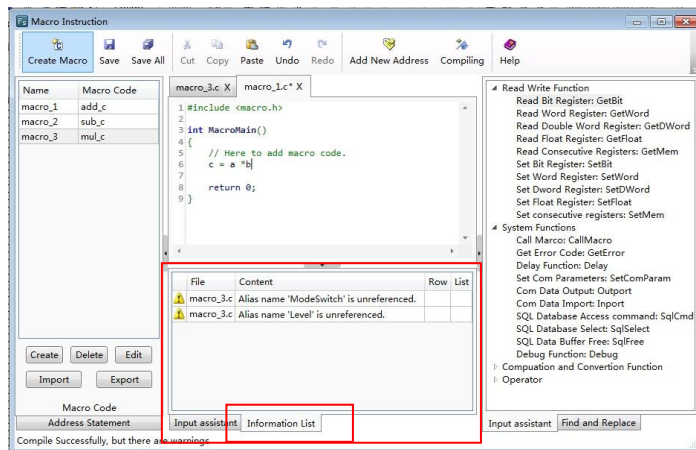 Macro Instruction
Create Macro Save Save All Cut Copy Paste Undo Redo Add New Address Compiling Help
Name Macro Code
macro_1 add_c
macro_2 sub_c
macro_3 mul_c
Create Delete Edit
Import Export
Macro Code
Address Statement
macro_3.c X macro_1.c* X
1 #include <macro.h>
2
3 int MacroMain()
4 {
5 // Here to add macro code.
6 c = a *b
7
8 return 0;
9 }
File Content Row List
macro_3.c Alias name 'ModeSwitch' is unreferenced.
macro_3.c Alias name 'Level' is unreferenced.
Input assistant Information List
Read Write Function
Read Bit Register: GetBit
Read Word Register: GetWord
Read Double Word Register: GetDWord
Read Float Register: GetFloat
Read Consecutive Registers: GetMem
Set Bit Register: SetBit
Set Word Register: SetWord
Set Dword Register: SetDWord
Set Float Register: SetFloat
Set consecutive registers: SetMem
System Functions
Call Marco: CallMacro
Get Error Code: GetError
Delay Function: Delay
Set Com Parameters: SetComParam
Com Data Output: Outport
Com Data Import: Inport
SQL Database Access command: SqlCmd
SQL Database Select: SqlSelect
SQL Data Buffer Free: SqlFree
Debug Function: Debug
Compuation and Convertion Function
Operator
Input assistant Find and Replace
Compile Successfully, but there are warnings